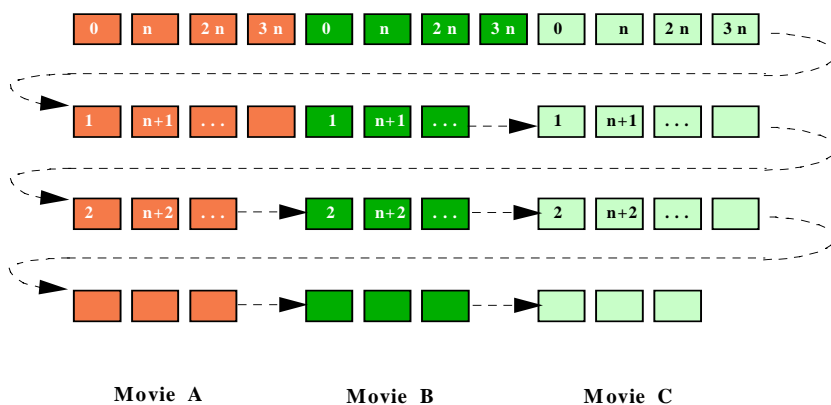 0 n 2 n 3 n 0 n 2 n 3 n 0 n 2 n 3 n
1 n+1 ... 1 n+1 ... 1 n+1 ...
2 n+2 ... 2 n+2 ... 2 n+2 ...
Movie A Movie B Movie C